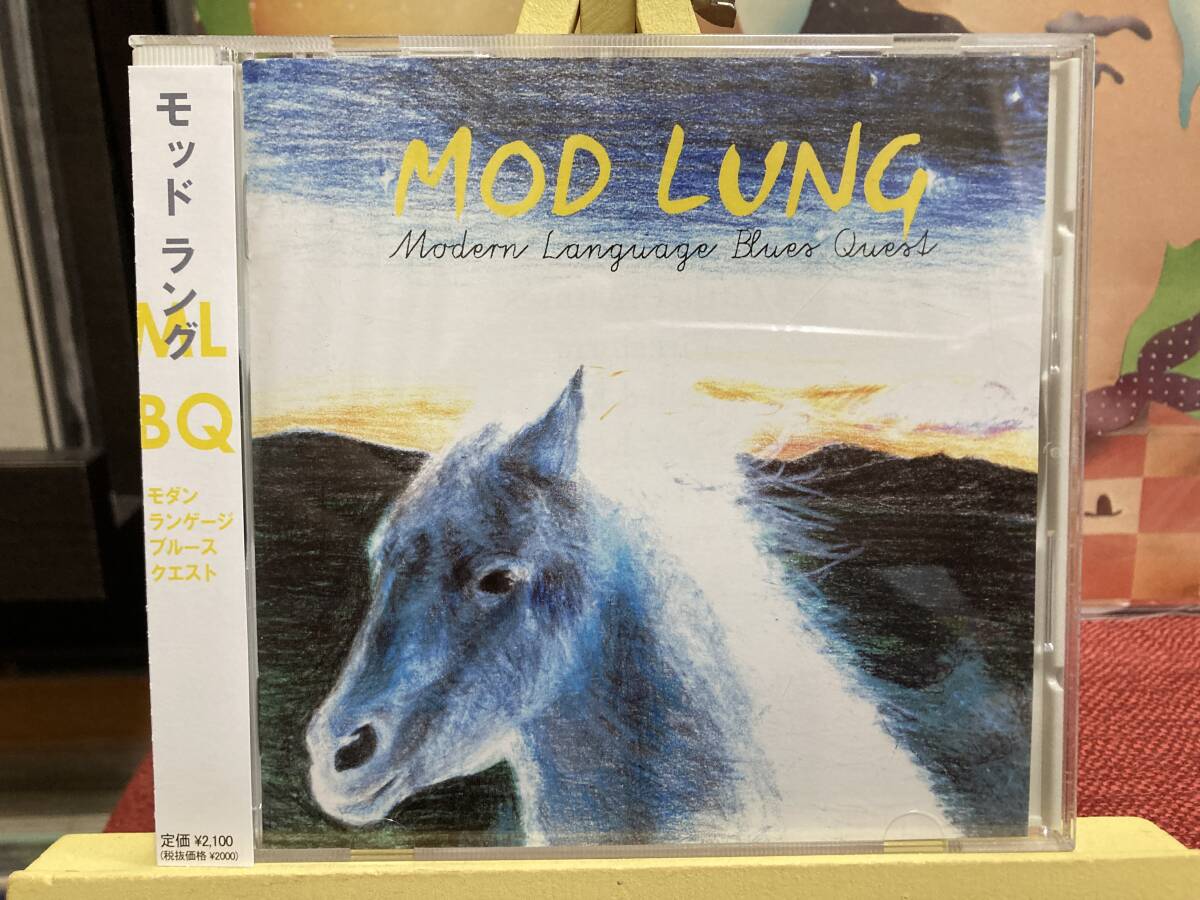 モッド ラング
ML
BQ
モダン
ランゲージ
ブルース
クエスト
定価 ¥2,100
(税抜価格 ¥2000)
MOD LUNG
Modern Language Blues Quest